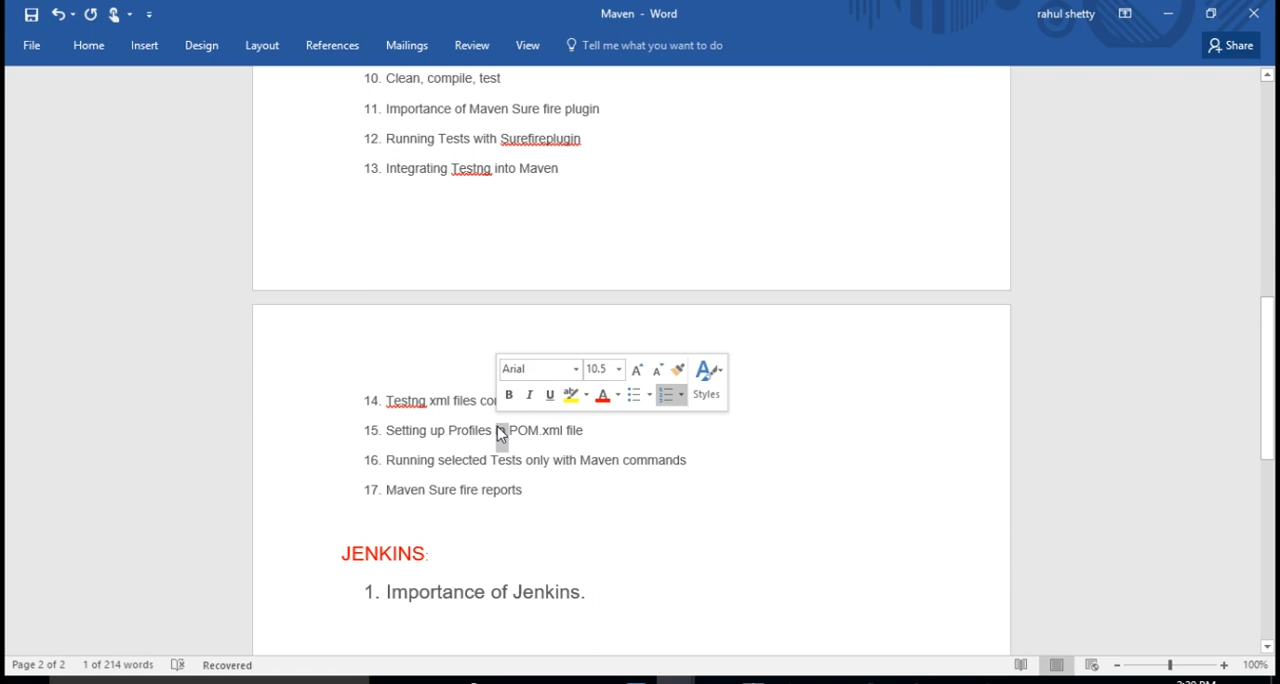 Maven - Word
rahul shetty
File Home Insert Design Layout References Mailings Review View Tell me what you want to do Share
10. Clean, compile, test
11. Importance of Maven Sure fire plugin
12. Running Tests with Surefireplugin
13. Integrating Testng into Maven
Arial 10.5
B I U Styles
14. Testng xml files
15. Setting up Profiles POM.xml file
16. Running selected Tests only with Maven commands
17. Maven Sure fire reports
JENKINS:
1. Importance of Jenkins.
Page 2 of 2 1 of 214 words Recovered 100%